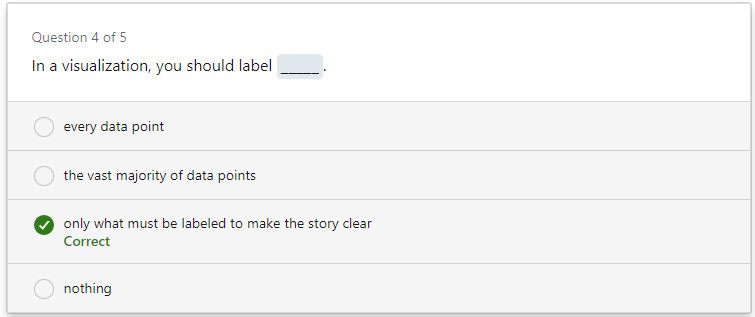 Question 4 of 5
In a visualization, you should label _____.
every data point
the vast majority of data points
only what must be labeled to make the story clear
Correct
nothing